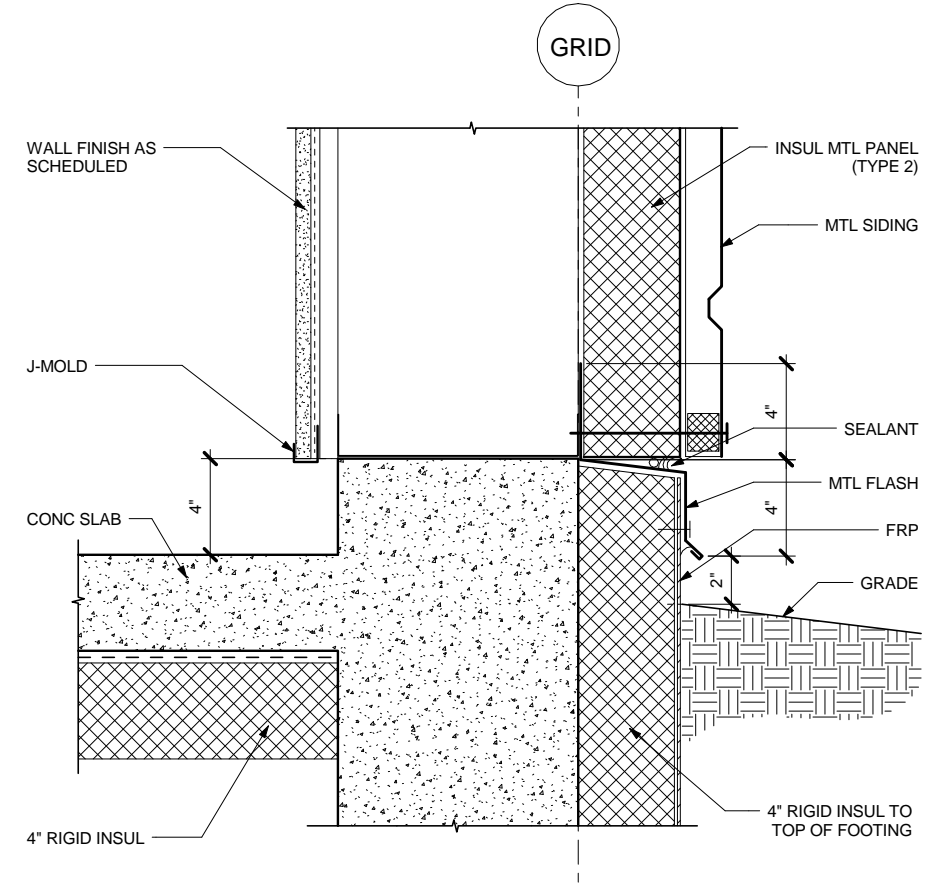 GRID
WALL FINISH AS
SCHEDULED
INSUL MTL PANEL
(TYPE 2)
MTL SIDING
J-MOLD
4"
SEALANT
4"
MTL FLASH
4"
CONC SLAB
FRP
2"
GRADE
4" RIGID INSUL
4" RIGID INSUL TO
TOP OF FOOTING